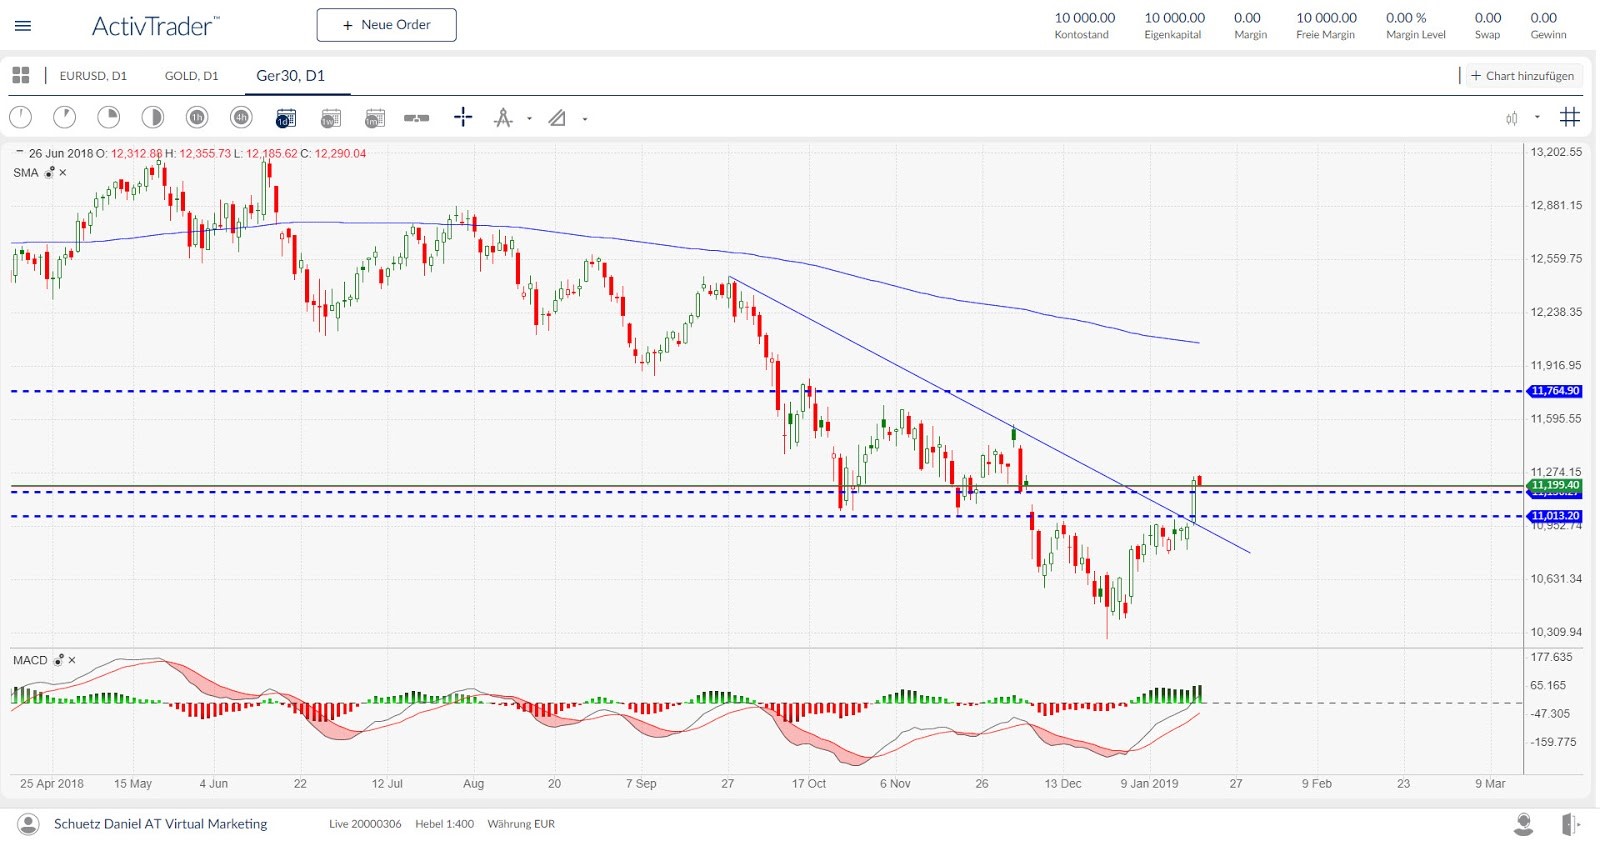 ActivTrader™
+ Neue Order
10 000.00 10 000.00 0.00 10 000.00 0.00 % 0.00 0.00
Kontostand Eigenkapital Margin Freie Margin Margin Level Swap Gewinn
EURUSD, D1 GOLD, D1 Ger30, D1 + Chart hinzufügen
1h 4h 1d 1w 1m
26 Jun 2018 O: 12,312.88 H: 12,355.73 L: 12,185.62 C: 12,290.04
SMA
13,202.55
12,881.15
12,559.75
12,238.35
11,916.95
11,764.90
11,595.55
11,274.15
11,199.40
11,013.20
10,952.74
10,631.34
10,309.94
MACD
177.635
65.165
-47.305
-159.775
25 Apr 2018 15 May 4 Jun 22 12 Jul Aug 20 7 Sep 27 17 Oct 6 Nov 26 13 Dec 9 Jan 2019 27 9 Feb 23 9 Mar
Schuetz Daniel AT Virtual Marketing Live 20000306 Hebel 1:400 Währung EUR